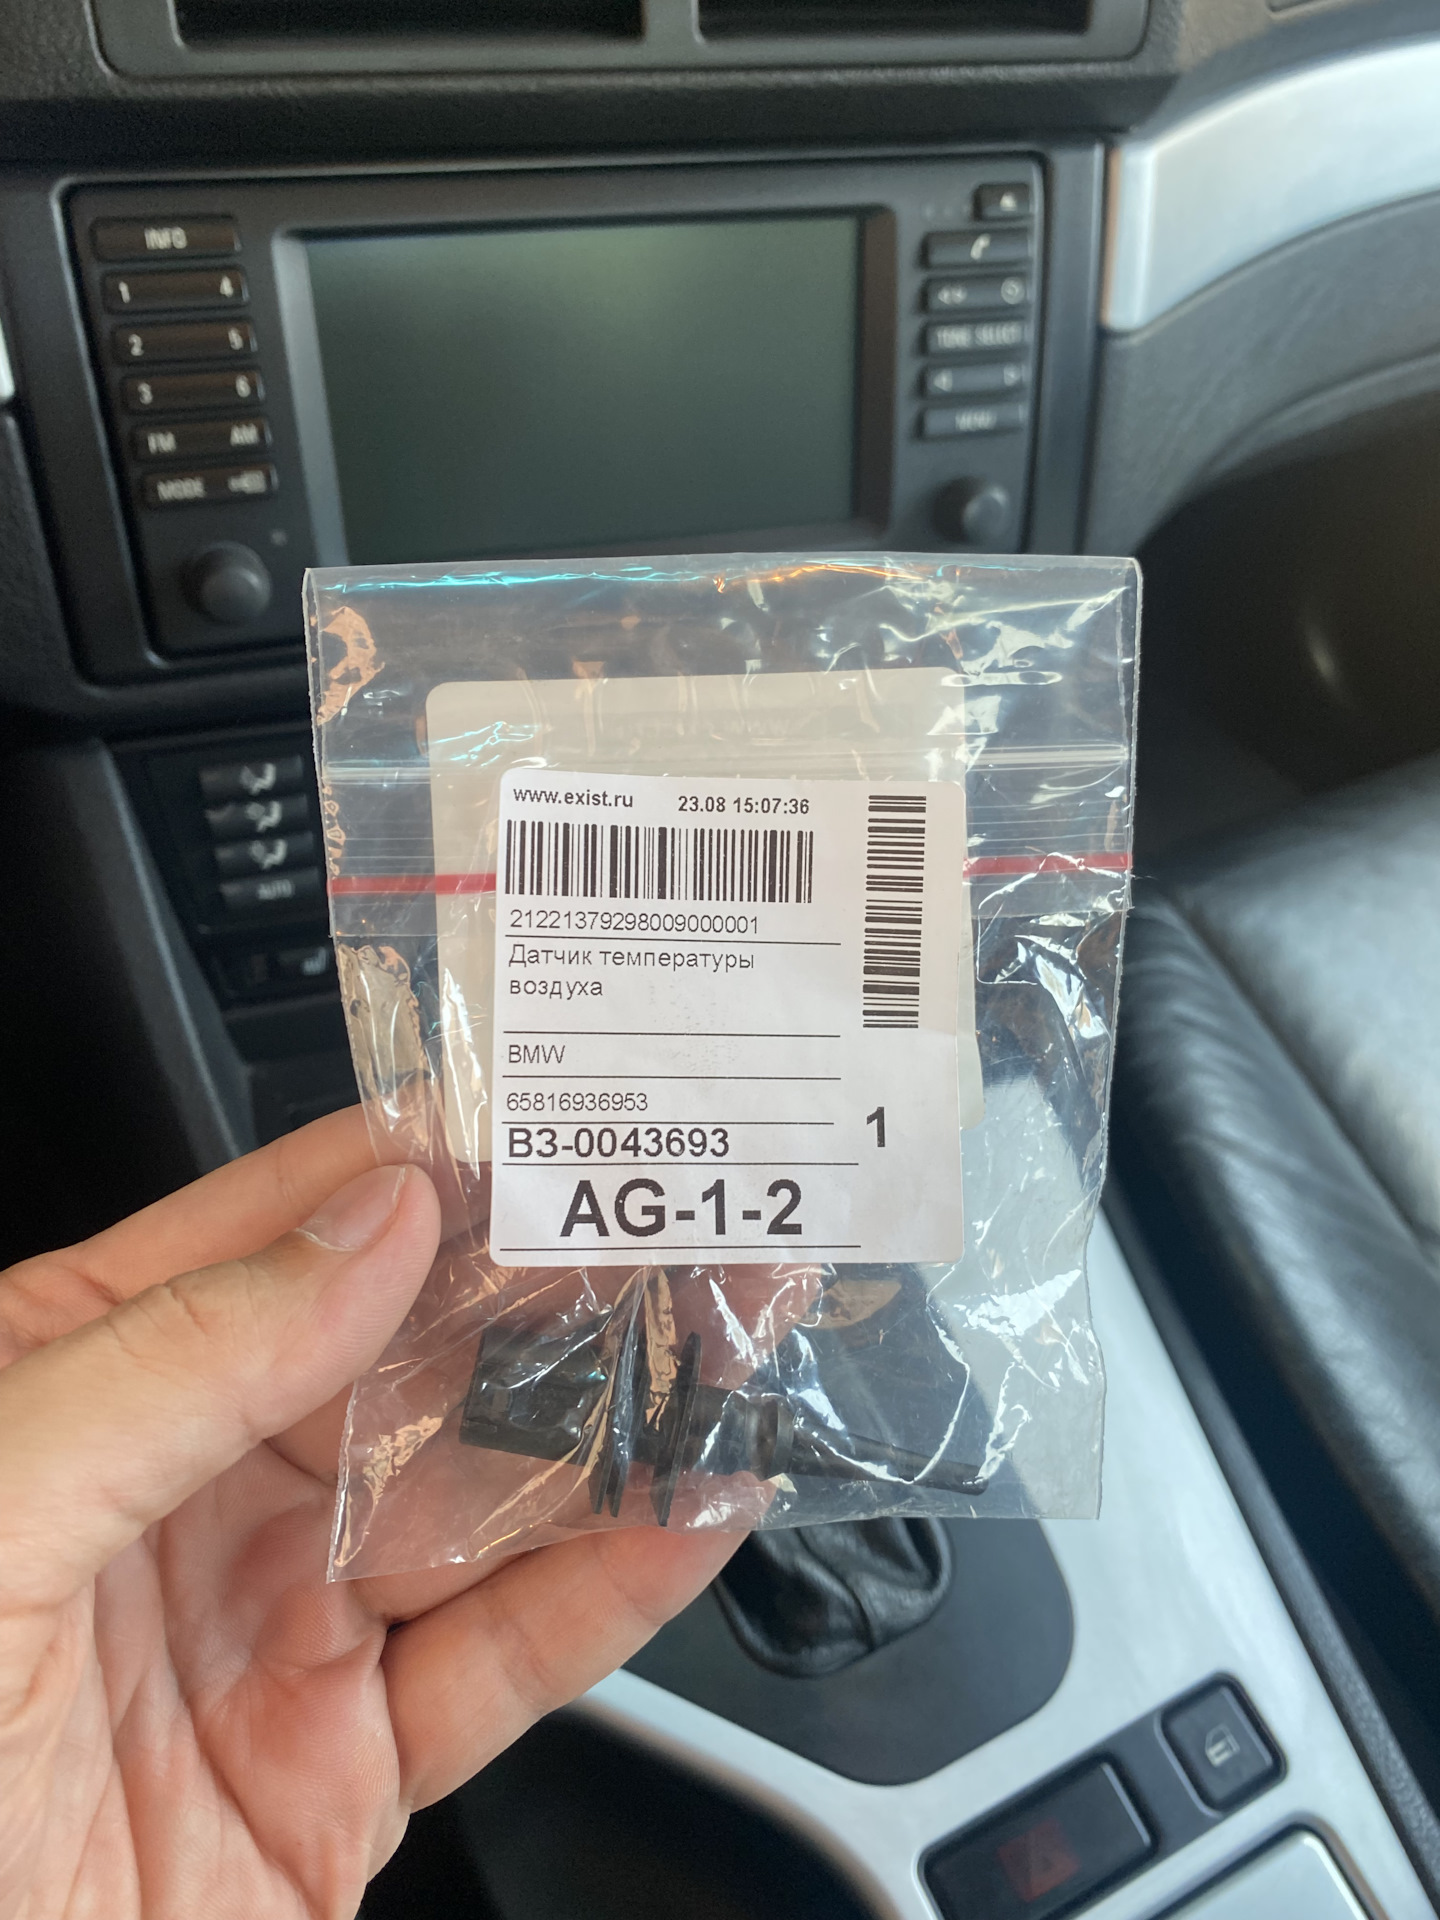 INFO
1 4
2 5
3 6
FM AM
MODE
TONE SELECT
MENU
AUTO
www.exist.ru 23.08 15:07:36
21221379298009000001
Датчик температуры
воздуха
BMW
65816936953
ВЗ-0043693
1
AG-1-2